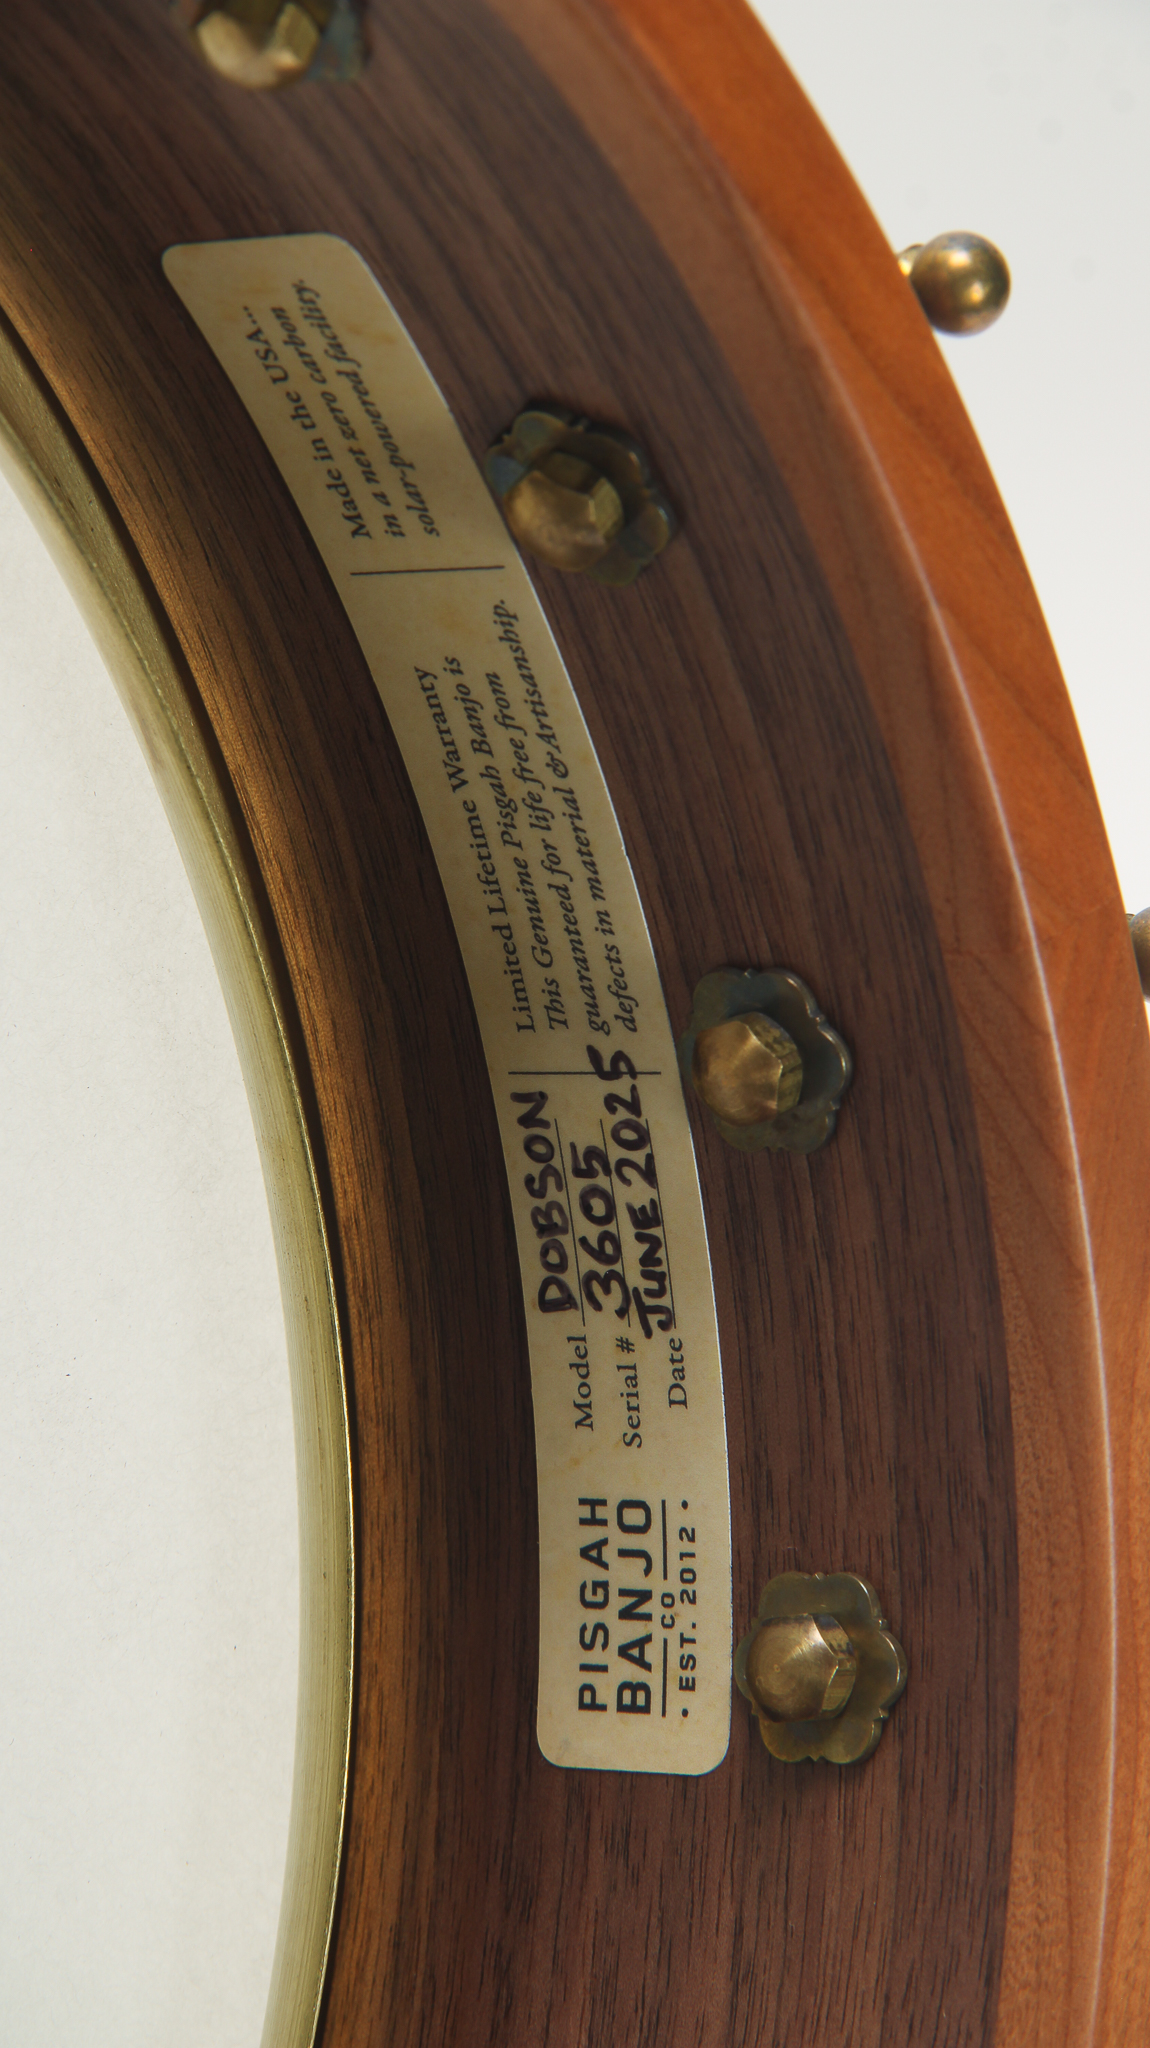 PISGAH
BANJO
CO
• EST. 2012 •
Model DOBSON
Serial # 3605
Date JUNE 2025
Limited Lifetime Warranty
This Genuine Pisgah Banjo is
guaranteed for life free from
defects in material & Artisanship.
Made in the USA...
in a net zero carbon
solar-powered facility.